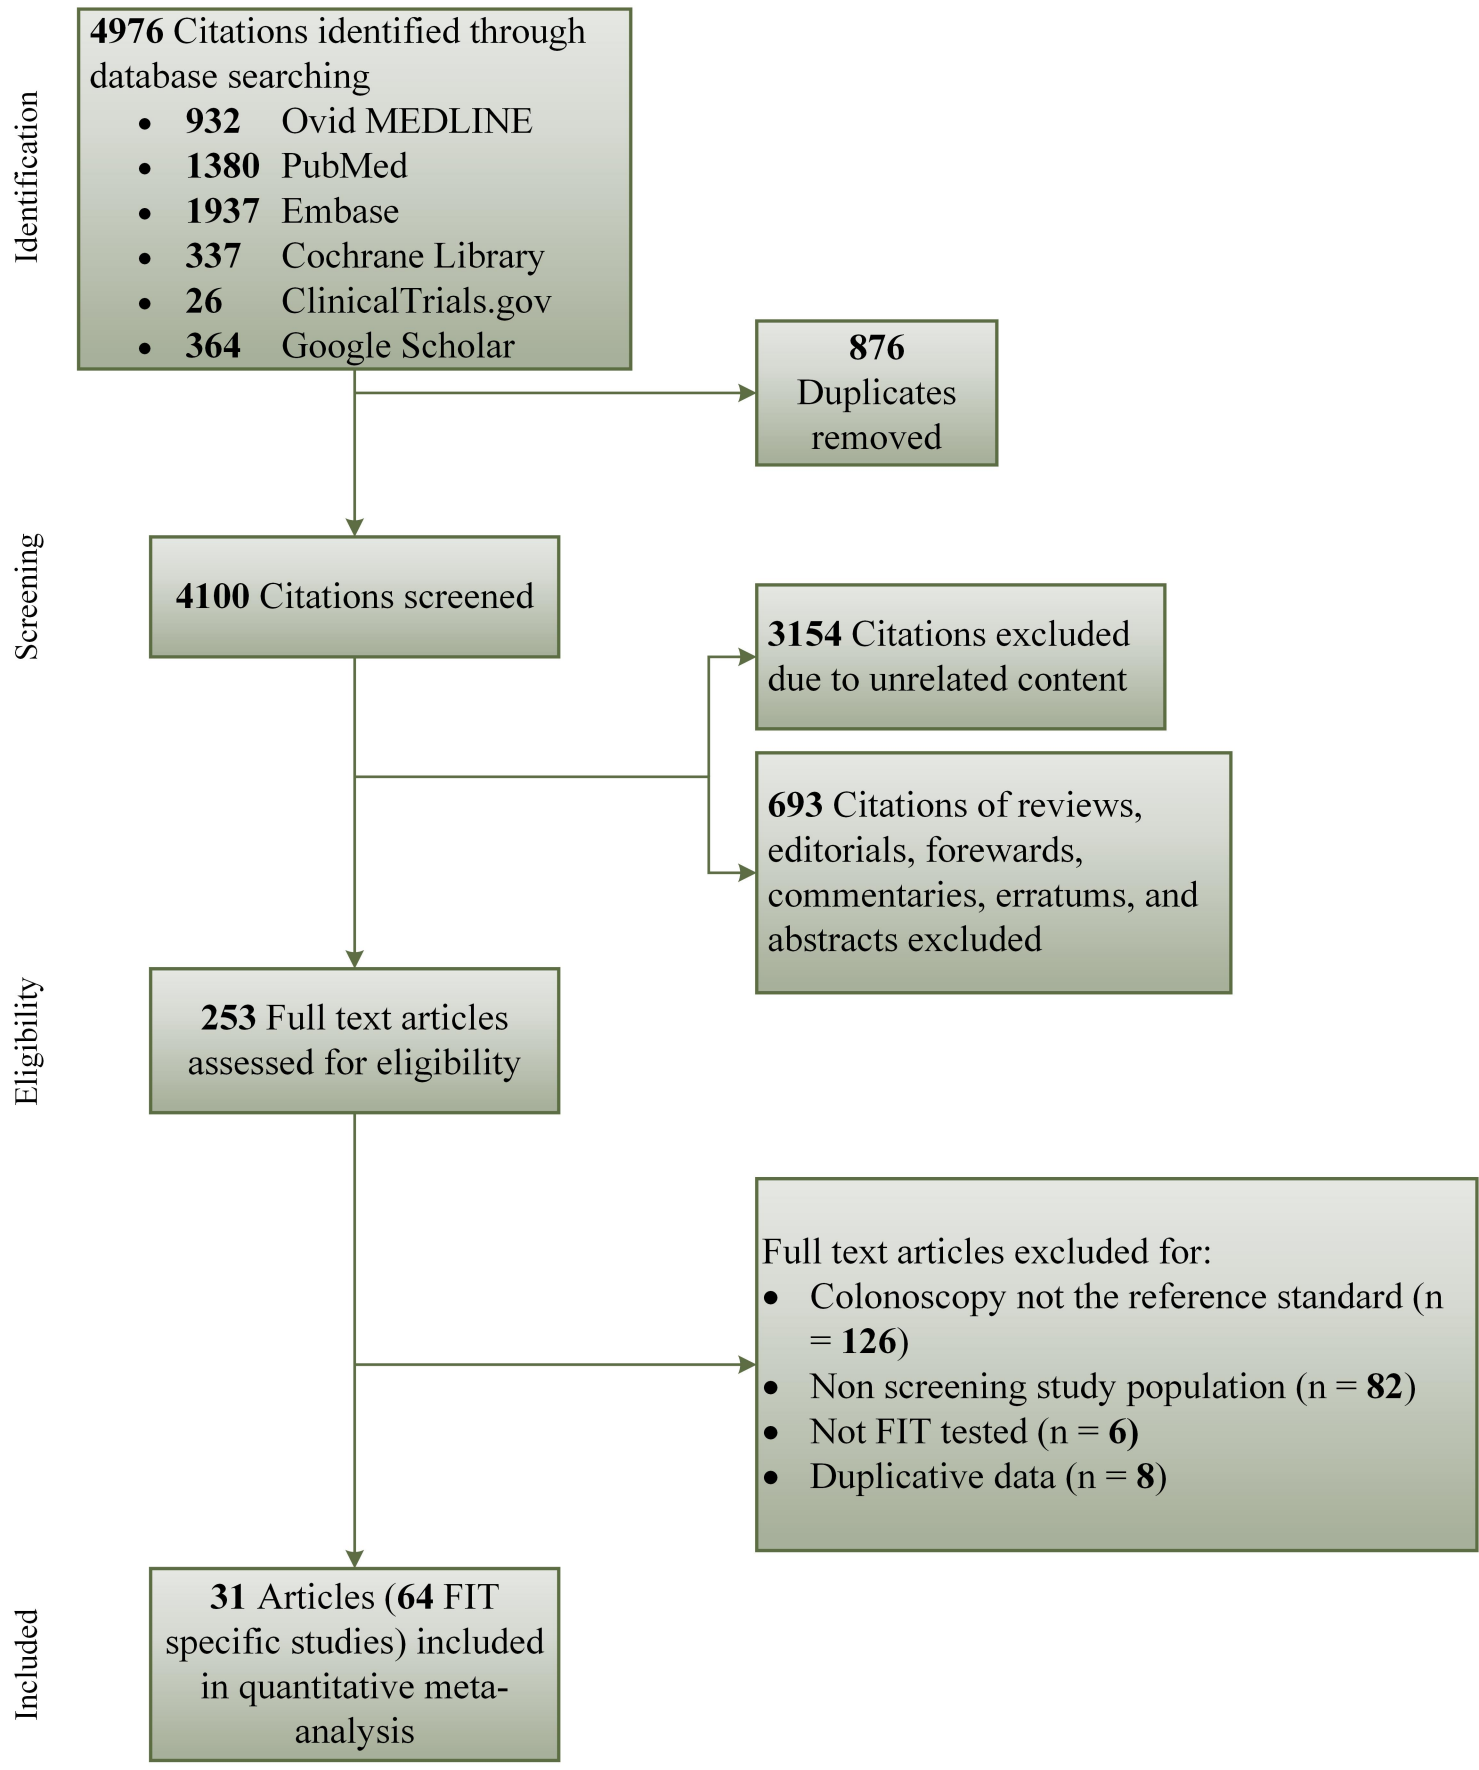 Identification
4976 Citations identified through
database searching
• 932 Ovid MEDLINE
• 1380 PubMed
• 1937 Embase
• 337 Cochrane Library
• 26 ClinicalTrials.gov
• 364 Google Scholar
876
Duplicates
removed
Screening
4100 Citations screened
3154 Citations excluded
due to unrelated content
693 Citations of reviews,
editorials, forewards,
commentaries, erratums, and
abstracts excluded
Eligibility
253 Full text articles
assessed for eligibility
Full text articles excluded for:
• Colonoscopy not the reference standard (n
= 126)
• Non screening study population (n = 82)
• Not FIT tested (n = 6)
• Duplicative data (n = 8)
Included
31 Articles (64 FIT
specific studies) included
in quantitative meta-
analysis